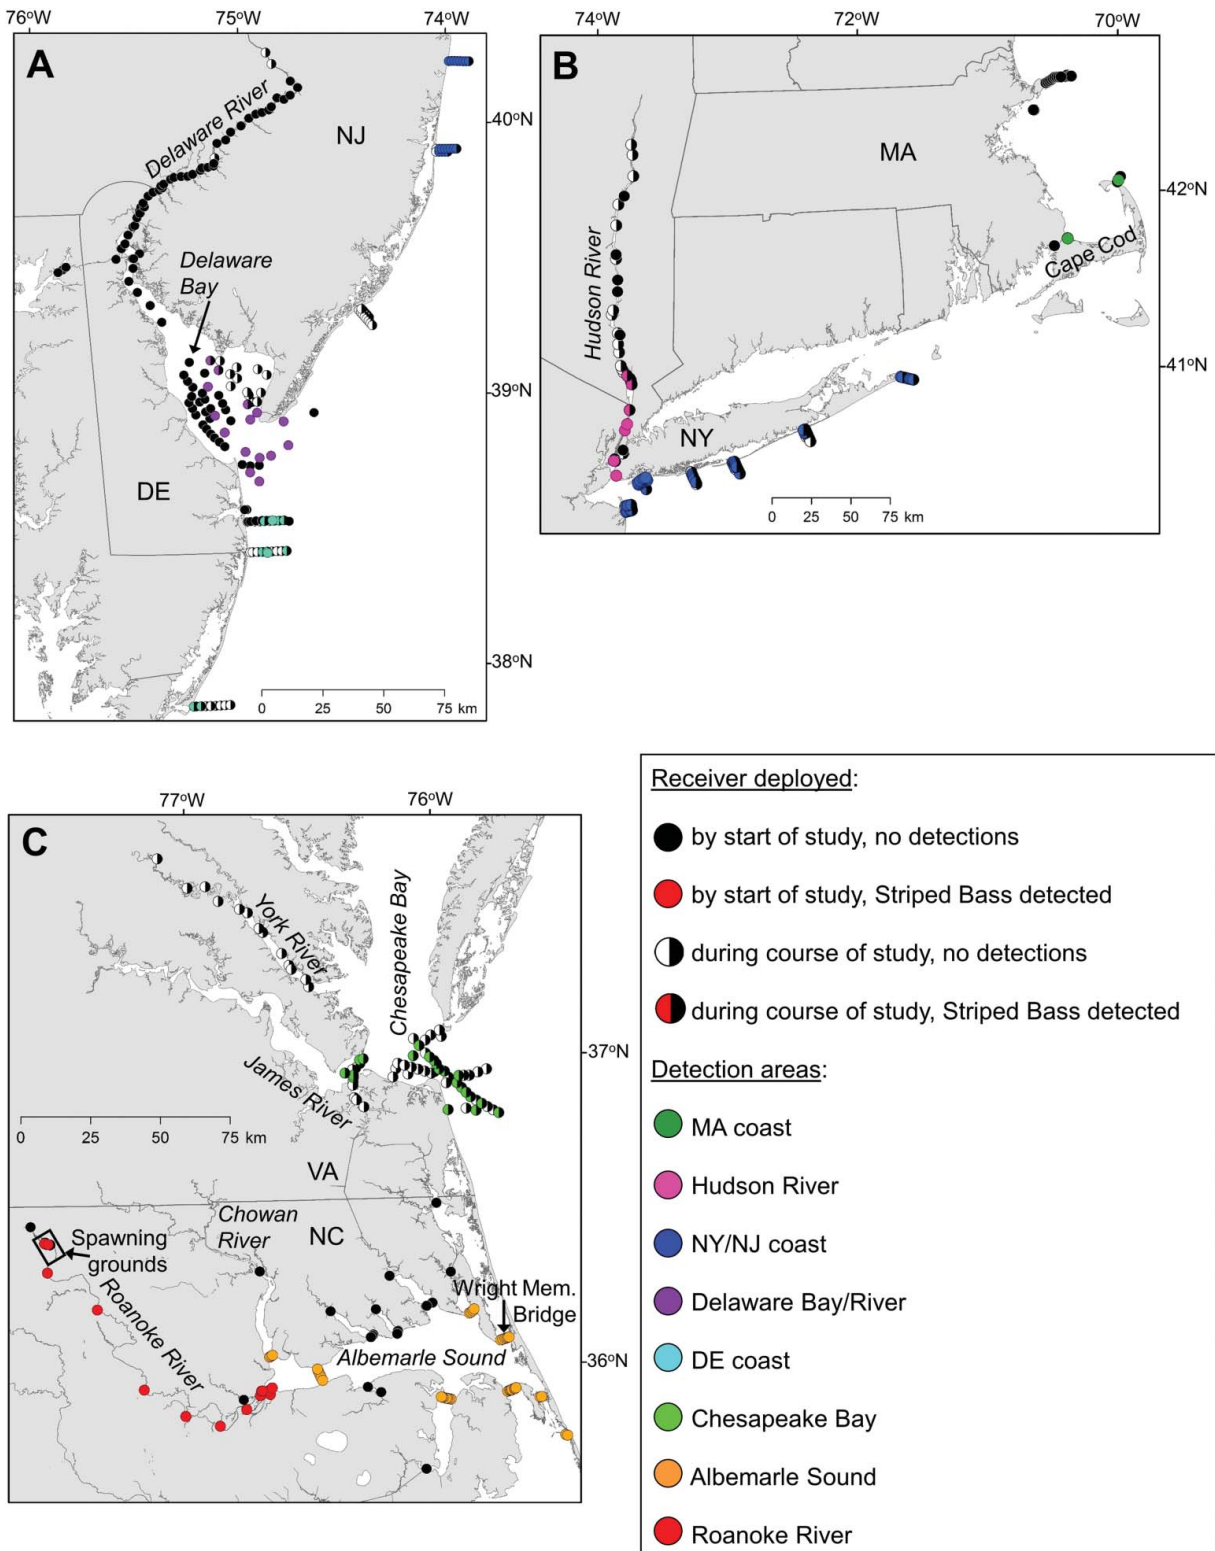 76°W 75°W 74°W
A
Delaware River
NJ
40°N
Delaware
Bay
39°N
DE
38°N
0 25 50 75 km
74°W 72°W 70°W
B
MA
42°N
Hudson River
Cape Cod
41°N
NY
0 25 50 75 km
77°W 76°W
C
York River
Chesapeake Bay
37°N
James River
0 25 50 75 km
VA
Chowan
River
NC
Spawning
grounds
Wright Mem.
Bridge
Roanoke River
Albemarle Sound
36°N
Receiver deployed:
by start of study, no detections
by start of study, Striped Bass detected
during course of study, no detections
during course of study, Striped Bass detected
Detection areas:
MA coast
Hudson River
NY/NJ coast
Delaware Bay/River
DE coast
Chesapeake Bay
Albemarle Sound
Roanoke River